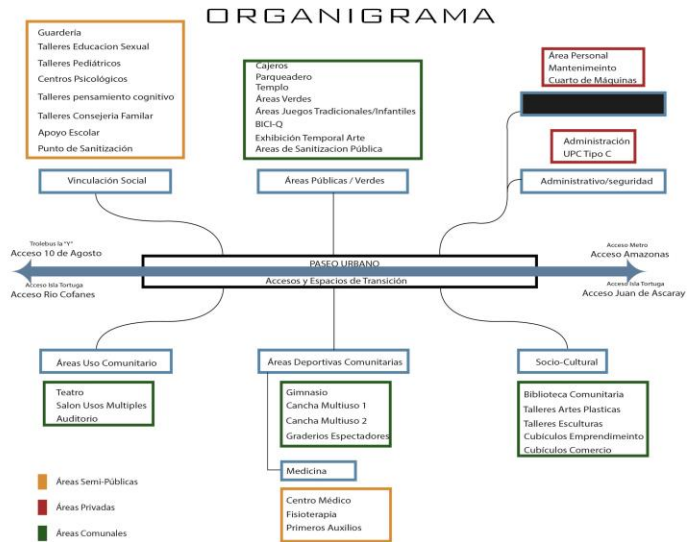 ORGANIGRAMA
Guardería
Talleres Educacion Sexual
Talleres Pediátricos
Centros Psicológicos
Talleres pensamiento cognitivo
Talleres Consejeria Familar
Apoyo Escolar
Punto de Sanitización
Vinculación Social
Cajeros
Parqueadero
Templo
Áreas Verdes
Áreas Juegos Tradicionales/Infantiles
BICI-Q
Exhibición Temporal Arte
Areas de Sanitizacion Pública
Áreas Públicas / Verdes
Área Personal
Mantenimeinto
Cuarto de Máquinas
Administración
UPC Tipo C
Administrativo/seguridad
Trolebus la "Y"
Acceso 10 de Agosto
Acceso Isla Tortuga
Acceso Rio Cofanes
PASEO URBANO
Accesos y Espacios de Transición
Acceso Metro
Acceso Amazonas
Acceso Isla Tortuga
Acceso Juan de Ascaray
Áreas Uso Comunitario
Teatro
Salon Usos Multiples
Auditorio
Áreas Deportivas Comunitarias
Gimnasio
Cancha Multiuso 1
Cancha Multiuso 2
Graderios Espectadores
Medicina
Centro Médico
Fisioterapia
Primeros Auxilios
Socio-Cultural
Biblioteca Comunitaria
Talleres Artes Plasticas
Talleres Esculturas
Cubículos Emprendimeinto
Cubículos Comercio
Áreas Semi-Públicas
Áreas Privadas
Áreas Comunales